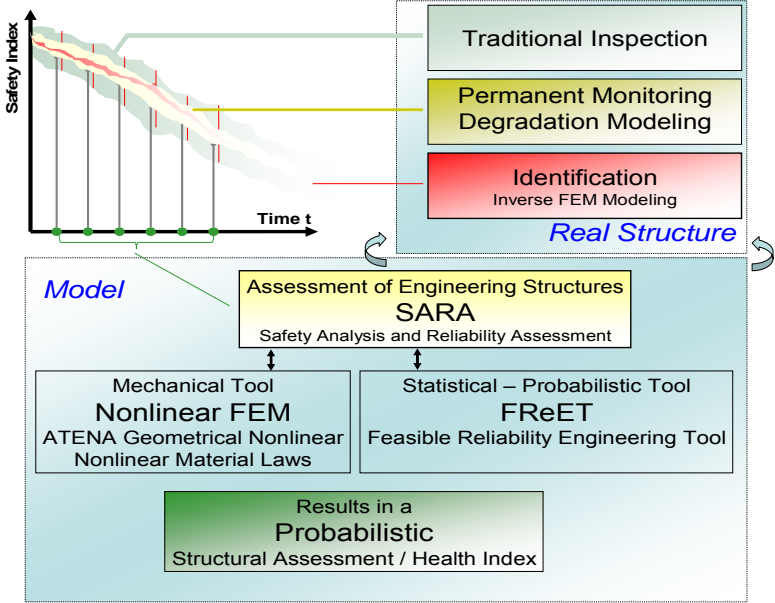 Safety Index
Time t
Traditional Inspection
Permanent Monitoring
Degradation Modeling
Identification
Inverse FEM Modeling
Real Structure
Model
Assessment of Engineering Structures
SARA
Safety Analysis and Reliability Assessment
Mechanical Tool
Nonlinear FEM
ATENA Geometrical Nonlinear
Nonlinear Material Laws
Statistical – Probabilistic Tool
FReET
Feasible Reliability Engineering Tool
Results in a
Probabilistic
Structural Assessment / Health Index